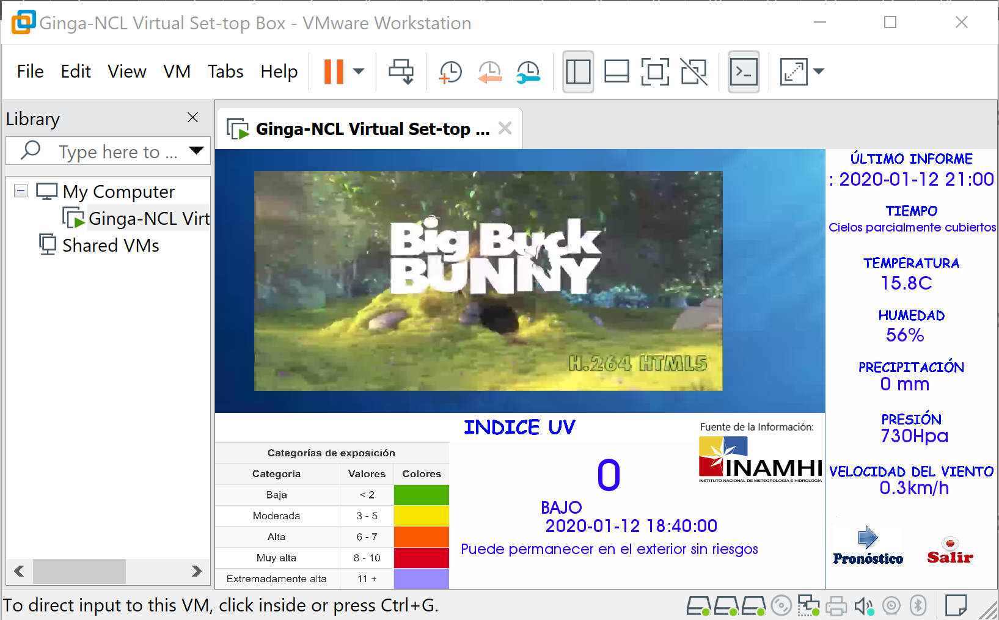 Ginga-NCL Virtual Set-top Box - VMware Workstation
File Edit View VM Tabs Help
Library
Type here to ...
My Computer
Ginga-NCL Virt
Shared VMs
Ginga-NCL Virtual Set-top ...
Big Buck
BUNNY
H.264 HTML5
ÚLTIMO INFORME
: 2020-01-12 21:00
TIEMPO
Cielos parcialmente cubiertos
TEMPERATURA
15.8C
HUMEDAD
56%
PRECIPITACIÓN
0 mm
PRESIÓN
730Hpa
VELOCIDAD DEL VIENTO
0.3km/h
Pronóstico
Salir
INDICE UV
Fuente de la Información:
INAMHI
INSTITUTO NACIONAL DE METEOROLOGÍA E HIDROLOGÍA
0
BAJO
2020-01-12 18:40:00
Puede permanecer en el exterior sin riesgos
Categorías de exposición
Categoria Valores Colores
Baja < 2
Moderada 3 - 5
Alta 6 - 7
Muy alta 8 - 10
Extremadamente alta 11 +
To direct input to this VM, click inside or press Ctrl+G.